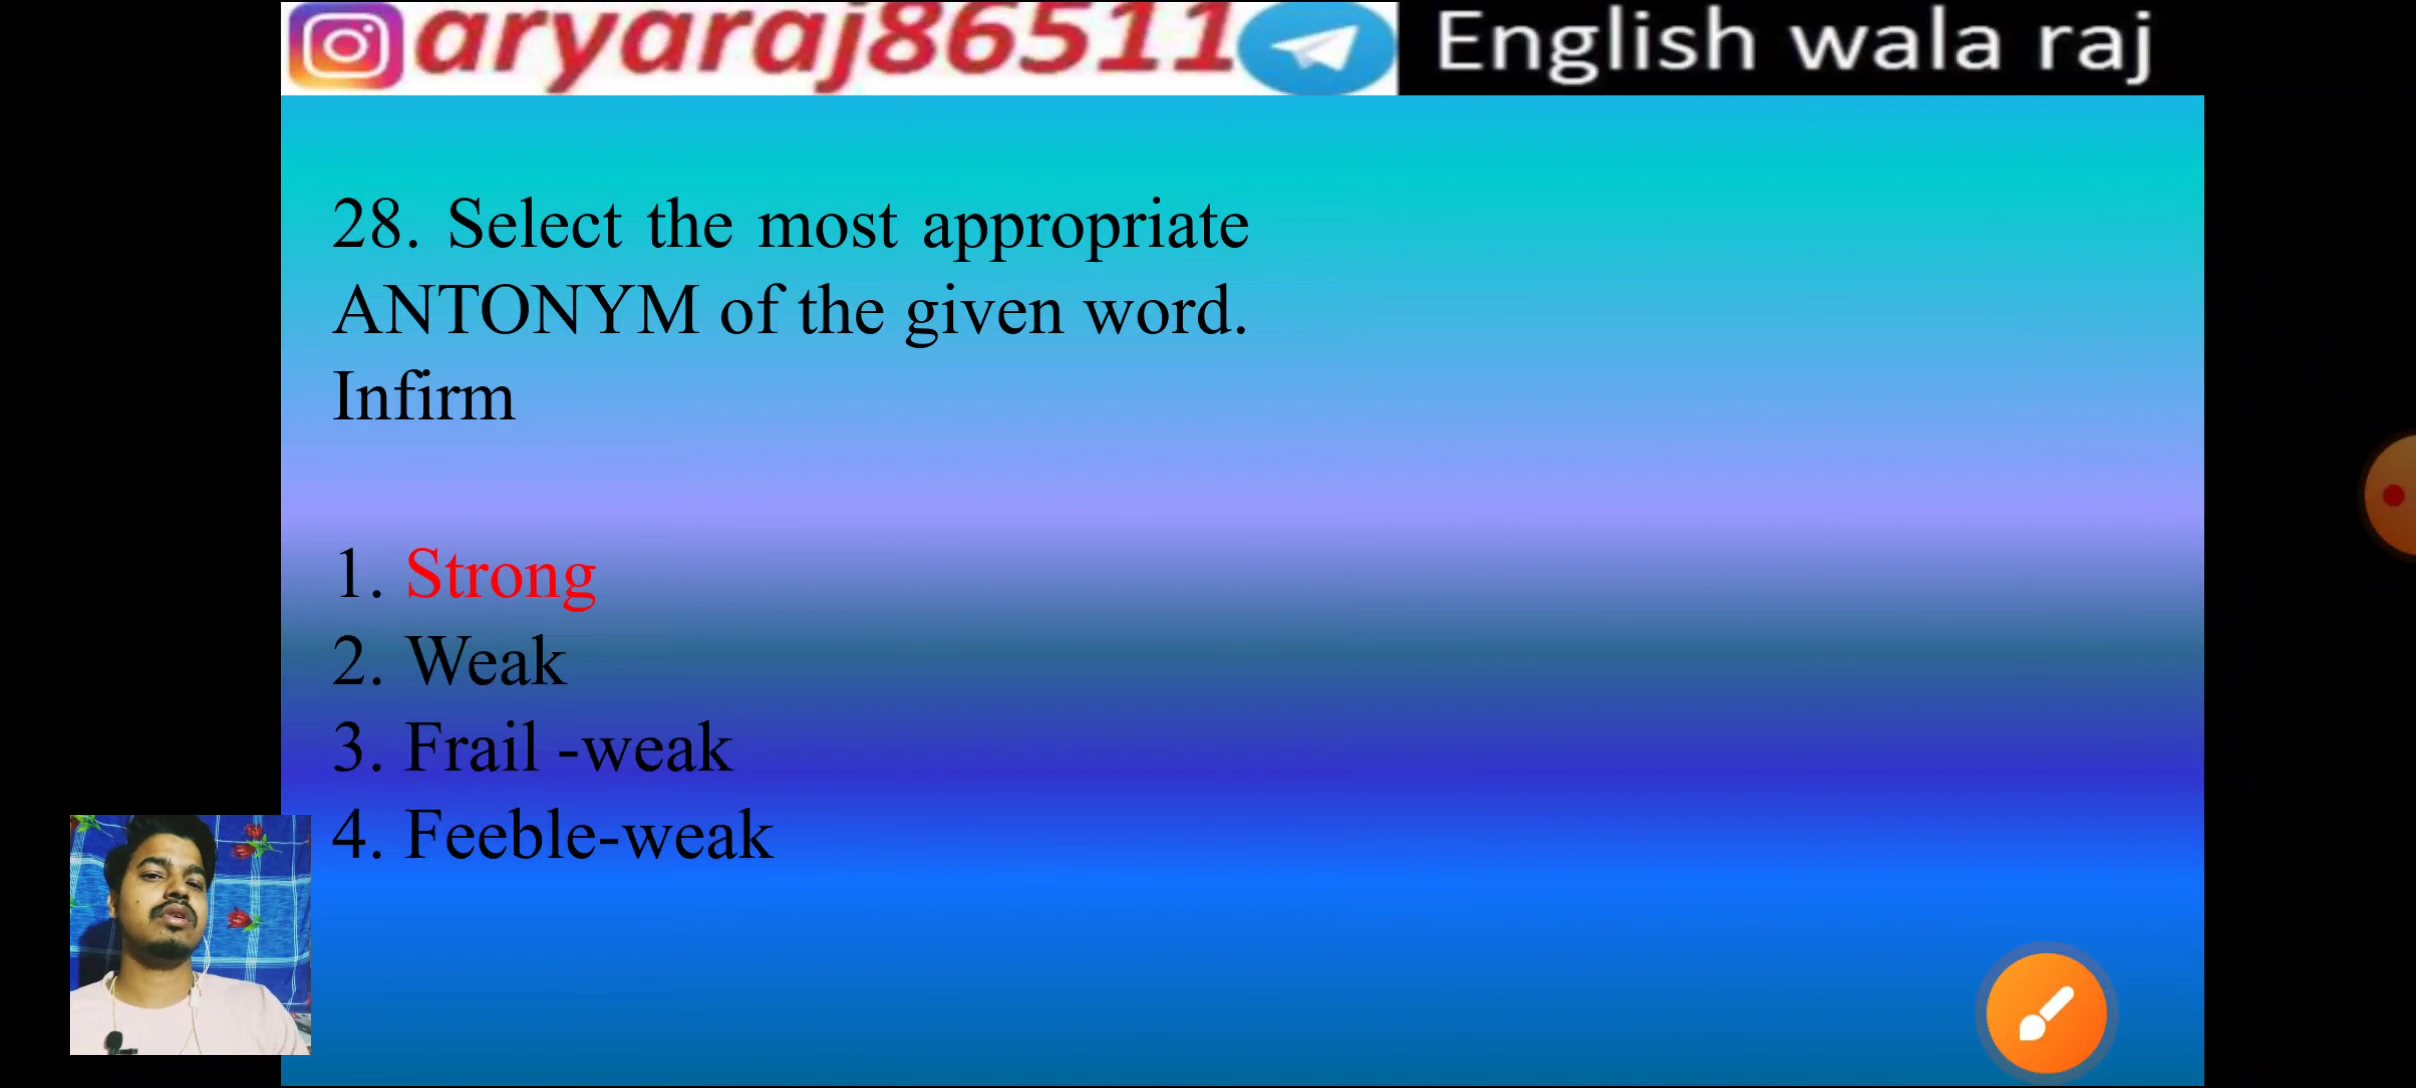 aryaraj86511 English wala raj
28. Select the most appropriate
ANTONYM of the given word.
Infirm
1. Strong
2. Weak
3. Frail -weak
4. Feeble-weak